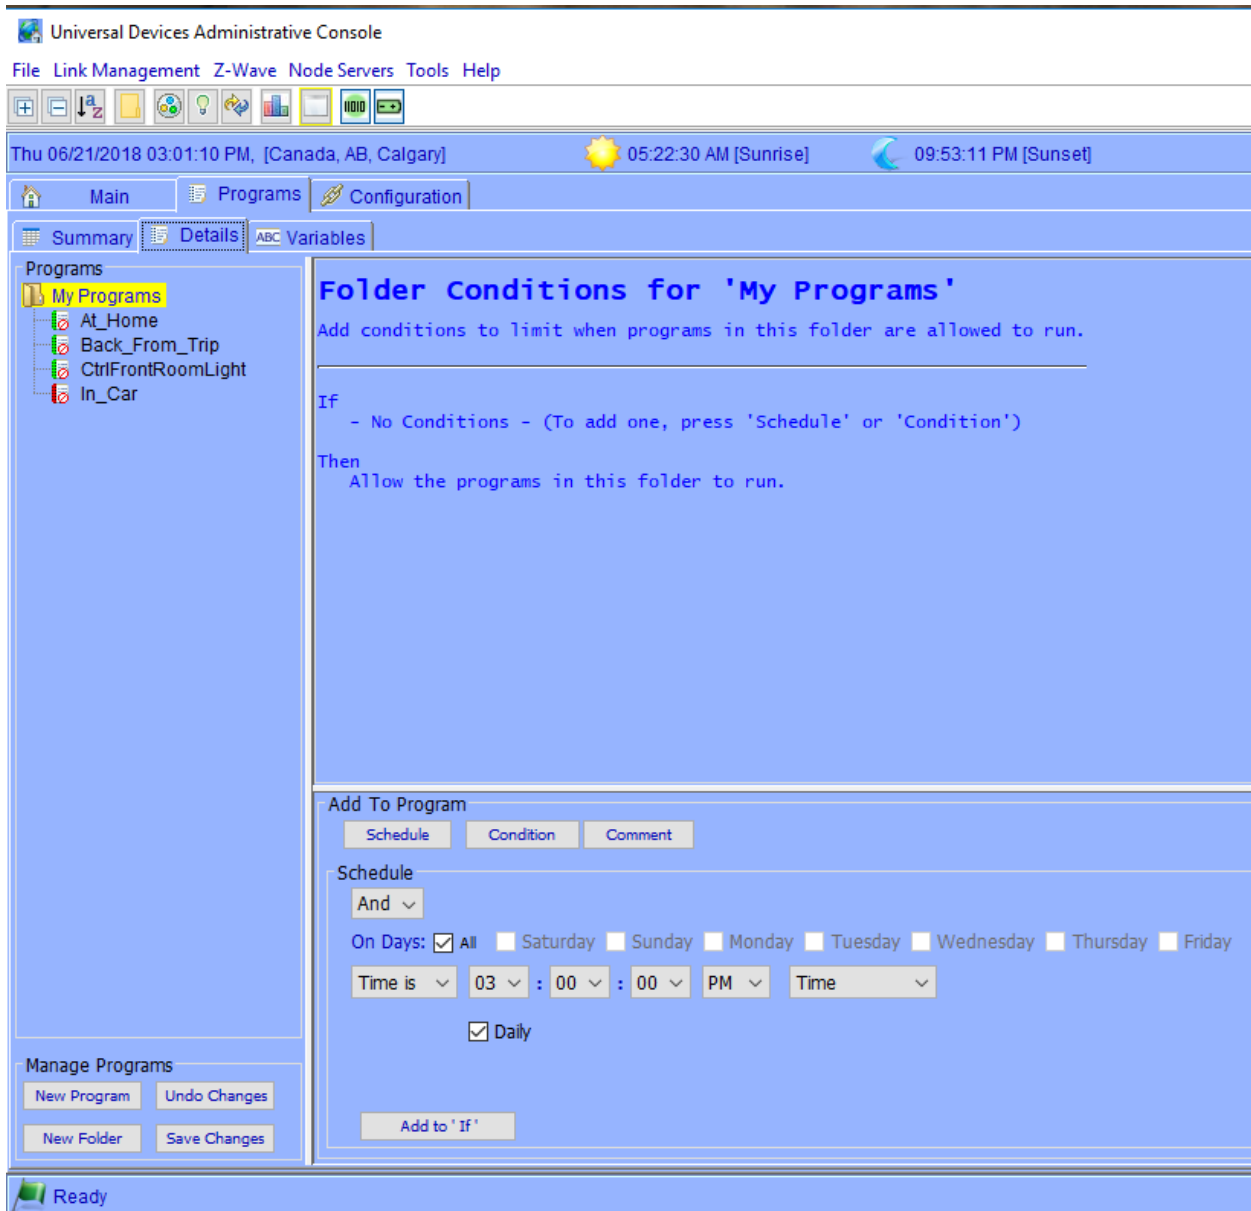 Universal Devices Administrative Console
File Link Management Z-Wave Node Servers Tools Help
Thu 06/21/2018 03:01:10 PM, [Canada, AB, Calgary] 05:22:30 AM [Sunrise] 09:53:11 PM [Sunset]
Main Programs Configuration
Summary Details ABC Variables
Programs
My Programs
At_Home
Back_From_Trip
CtrlFrontRoomLight
In_Car
Folder Conditions for 'My Programs'
Add conditions to limit when programs in this folder are allowed to run.
If
- No Conditions - (To add one, press 'Schedule' or 'Condition')
Then
Allow the programs in this folder to run.
Add To Program
Schedule Condition Comment
Schedule
And
On Days: All Saturday Sunday Monday Tuesday Wednesday Thursday Friday
Time is 03 : 00 : 00 PM Time
Daily
Add to ' If '
Manage Programs
New Program Undo Changes
New Folder Save Changes
Ready